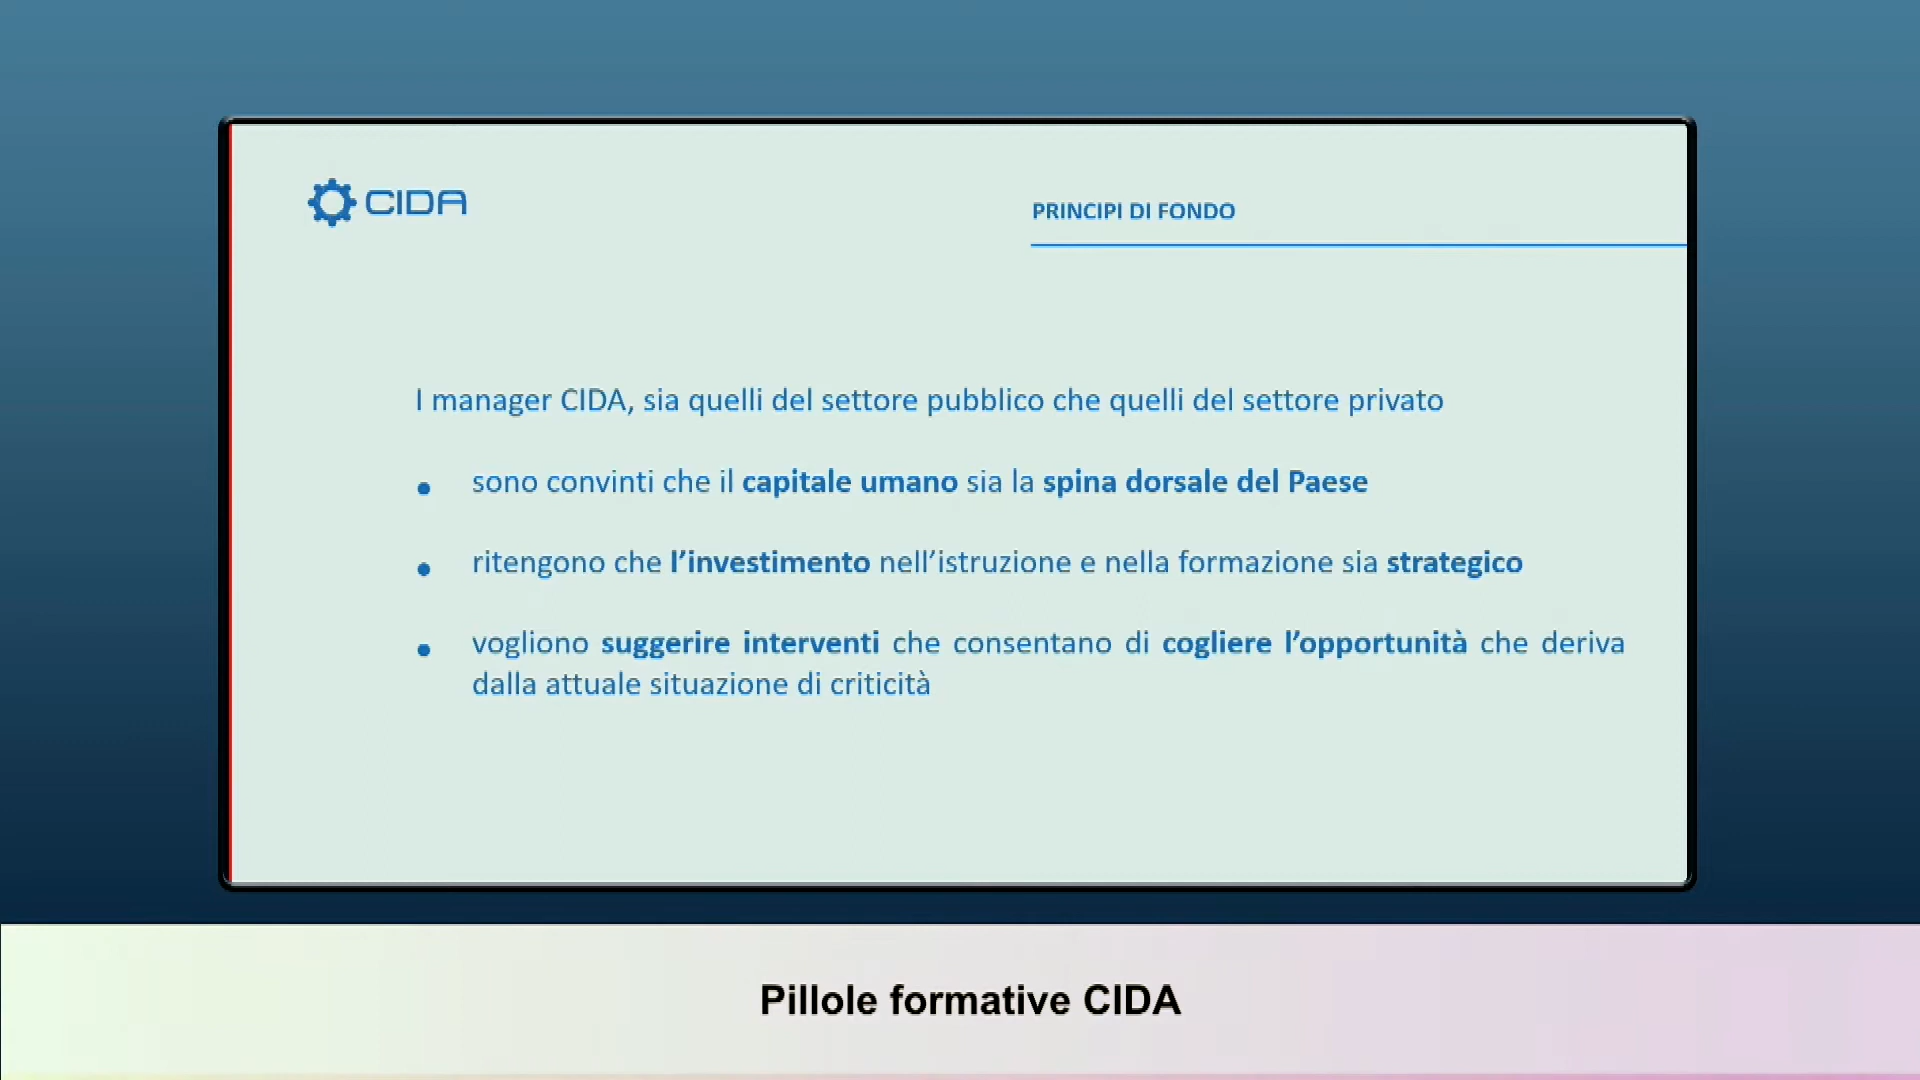 CIDA
PRINCIPI DI FONDO
I manager CIDA, sia quelli del settore pubblico che quelli del settore privato
• sono convinti che il capitale umano sia la spina dorsale del Paese
• ritengono che l’investimento nell’istruzione e nella formazione sia strategico
• vogliono suggerire interventi che consentano di cogliere l’opportunità che deriva
dalla attuale situazione di criticità
Pillole formative CIDA